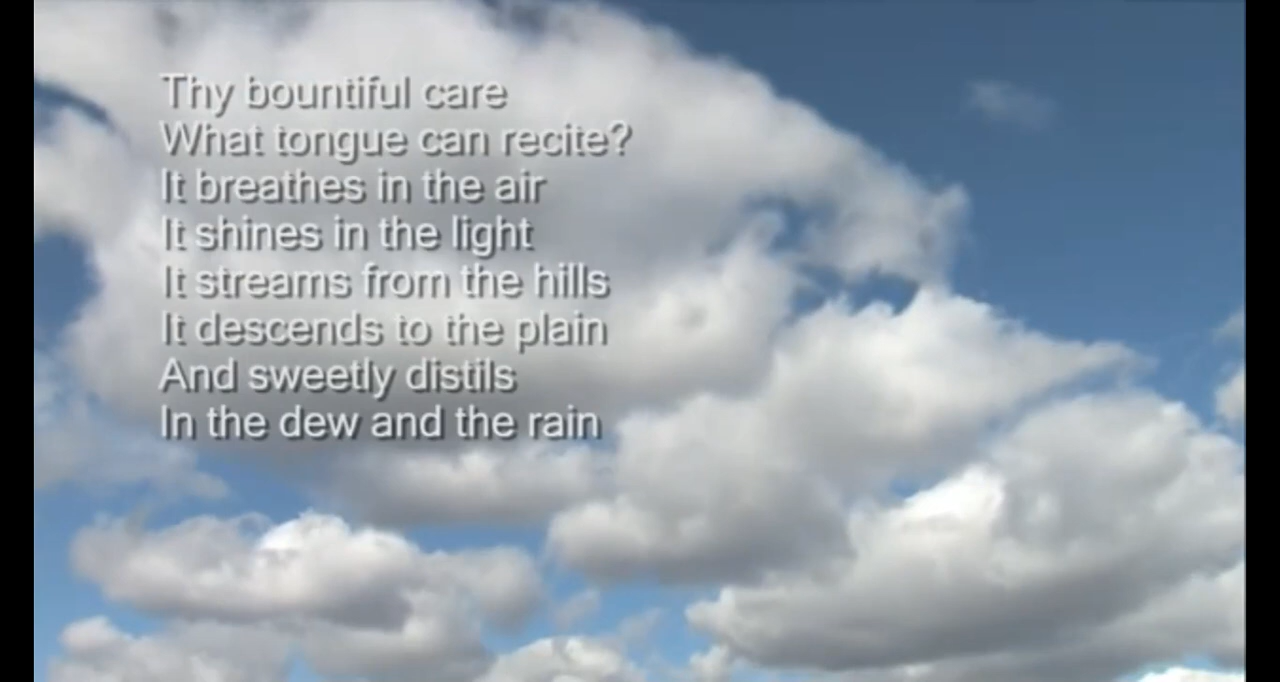 Thy bountiful care
What tongue can recite?
It breathes in the air
It shines in the light
It streams from the hills
It descends to the plain
And sweetly distils
In the dew and the rain